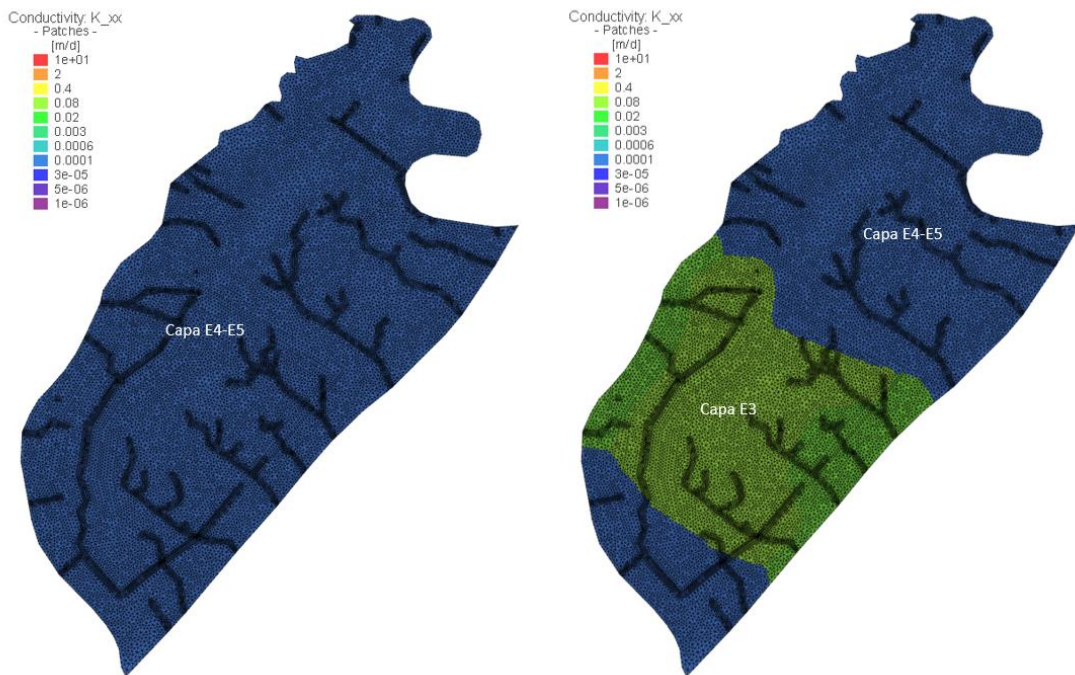 Conductivity: K_xx
- Patches -
[m/d]
1e+01
2
0.4
0.08
0.02
0.003
0.0006
0.0001
3e-05
5e-06
1e-06
Capa E4-E5
Conductivity: K_xx
- Patches -
[m/d]
1e+01
2
0.4
0.08
0.02
0.003
0.0006
0.0001
3e-05
5e-06
1e-06
Capa E4-E5
Capa E3